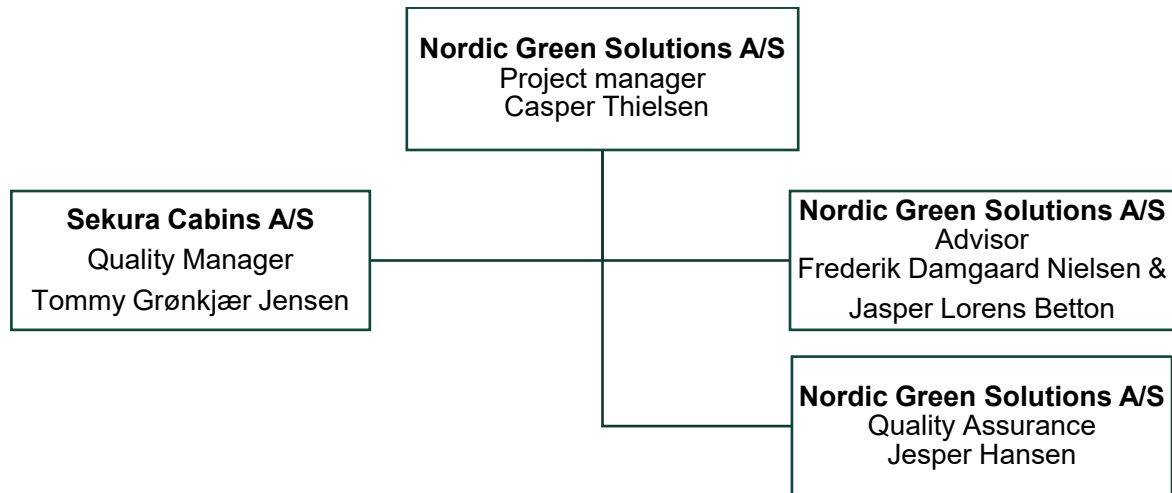 Nordic Green Solutions A/S
Project manager
Casper Thielsen
Sekura Cabins A/S
Quality Manager
Tommy Grønkjær Jensen
Nordic Green Solutions A/S
Advisor
Frederik Damgaard Nielsen &
Jasper Lorens Betton
Nordic Green Solutions A/S
Quality Assurance
Jesper Hansen